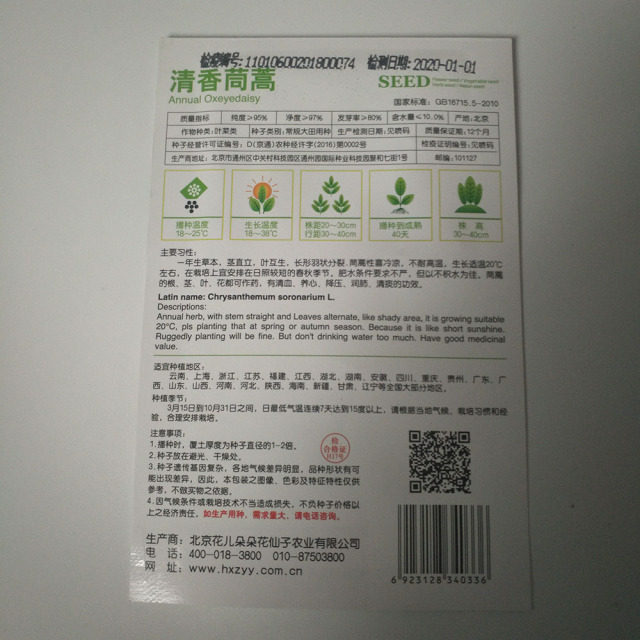 检疫编号:11010600201800074 检测日期:2020-01-01
清香茼蒿
Annual Oxeyedaisy
SEED
Flower seed / Vegetable seed
Herb seed / Melon seed
国家标准：GB16715.5-2010
质量指标 纯度≥95% 净度≥97% 发芽率≥80% 含水量≤10.0% 产地:北京
作物种类:叶菜类 种子类别:常规大田用种 生产检测日期:见喷码 质量保证期:12个月
种子经营许可证编号: D(京通)农种经许字(2016)第0002号 检疫证明编号:见喷码
生产商地址: 北京市通州区中关村科技园区通州园国际种业科技园聚和七街1号 邮编:101127
播种温度
18~25℃
生长温度
18~38℃
株距20~30cm
行距30~40cm
播种到成熟
40天
株 高
30~40cm
主要习性：
一年生草本，茎直立，叶互生，长形羽状分裂.茼蒿性喜冷凉，不耐高温，生长适温20℃
左右，在栽培上宜安排在日照较短的春秋季节。肥水条件要求不严，但以不积水为佳。茼蒿
的根、茎、叶、花都可作药，有清血、养心、降压、润肺、清痰的功效。
Latin name: Chrysanthemum soronarium L.
Descriptions:
Annual herb, with stem straight and Leaves alternate, like shady area, it is growing suitable
20°C, pls planting that at spring or autumn season. Because it is like short sunshine.
Ruggedly planting will be fine. But don't drinking water too much. Have good medicinal
value.
适宜种植地区：
云南、上海、浙江、江苏、福建、江西、湖北、湖南、安徽、四川、重庆、贵州、广东、广
西、山东、山西、河南、河北、陕西、海南、新疆、甘肃、辽宁等全国大部分地区。
种植季节：
3月15日到10月31日之间，日最低气温连续7天达到15度以上，请根据当地气候、栽培习惯和经
验，合理安排栽培。
注意事项：
1.播种时，覆土厚度为种子直径的1~2倍。
2.种子放在避光、干燥处。
3.种子遗传基因复杂，各地气候差异明显，品种形状有可
能出现差异，因此，本包装之图像、色彩及特征特性仅供
参考，不做实物之依据。
4.因气候条件或栽培技术不当造成损失，不负种子价格以
上之经济责任，如生产用种，需求量大，请电话咨询。
检
合格证
H17号
生产商：北京花儿朵朵花仙子农业有限公司
电 话：400-018-3800 010-87503800
网 址：www.hxzyy.com.cn
6 923128 340336